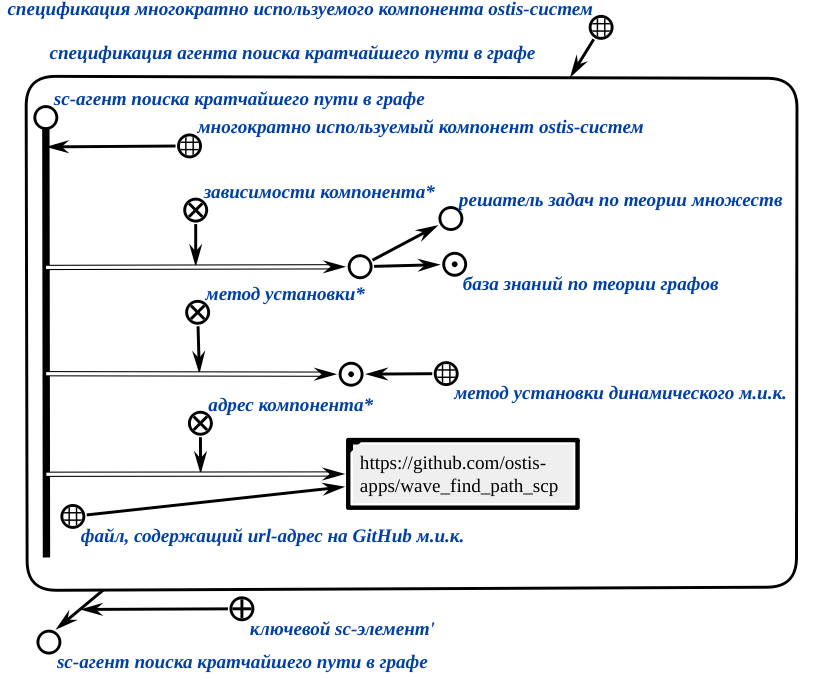 спецификация многократно используемого компонента ostis-систем
спецификация агента поиска кратчайшего пути в графе
sc-агент поиска кратчайшего пути в графе
многократно используемый компонент ostis-систем
зависимости компонента*
решатель задач по теории множеств
база знаний по теории графов
метод установки*
метод установки динамического м.и.к.
адрес компонента*
https://github.com/ostis-
apps/wave_find_path_scp
файл, содержащий url-адрес на GitHub м.и.к.
ключевой sc-элемент'
sc-агент поиска кратчайшего пути в графе